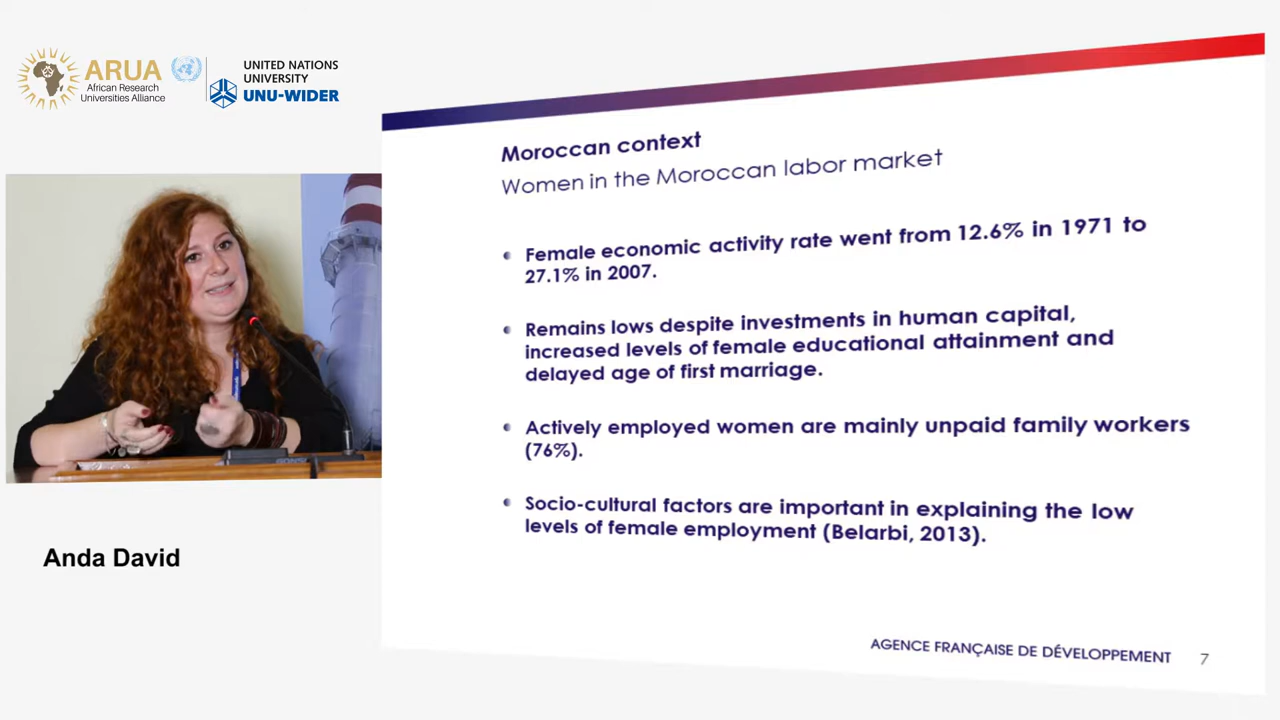 ARUA
African Research
Universities Alliance
UNITED NATIONS
UNIVERSITY
UNU-WIDER
Moroccan context
Women in the Moroccan labor market
Female economic activity rate went from 12.6% in 1971 to
27.1% in 2007.
Remains lows despite investments in human capital,
increased levels of female educational attainment and
delayed age of first marriage.
Actively employed women are mainly unpaid family workers
(76%).
Socio-cultural factors are important in explaining the low
levels of female employment (Belarbi, 2013).
Anda David
AGENCE FRANÇAISE DE DÉVELOPPEMENT 7